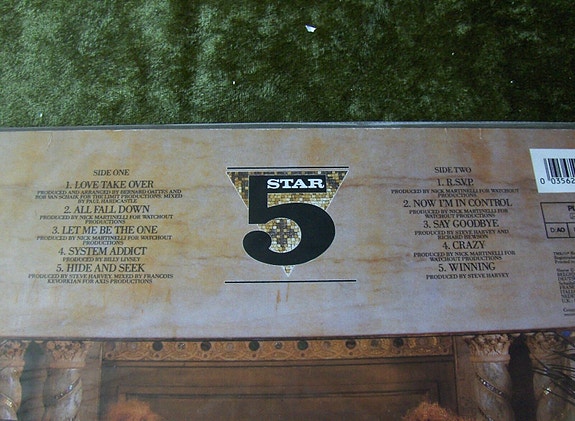 SIDE ONE
1. LOVE TAKE OVER
PRODUCED AND ARRANGED BY BERNARD OATTES AND
ROB VAN SCHAIK FOR THE LIMIT PRODUCTIONS. MIXED
BY PAUL HARDCASTLE
2. ALL FALL DOWN
PRODUCED BY NICK MARTINELLI FOR WATCHOUT
PRODUCTIONS
3. LET ME BE THE ONE
PRODUCED BY NICK MARTINELLI FOR WATCHOUT
PRODUCTIONS
4. SYSTEM ADDICT
PRODUCED BY BILLY LIVSEY
5. HIDE AND SEEK
PRODUCED BY STEVE HARVEY. MIXED BY FRANCOIS
KEVORKIAN FOR AXIS PRODUCTIONS
STAR
5
SIDE TWO
1. R.S.V.P.
PRODUCED BY NICK MARTINELLI FOR WATCHOUT
PRODUCTIONS
2. NOW I'M IN CONTROL
PRODUCED BY NICK MARTINELLI FOR WATCHOUT
PRODUCTIONS
3. SAY GOODBYE
PRODUCED BY STEVE HARVEY AND
RICHARD BURGESS
4. CRAZY
PRODUCED BY NICK MARTINELLI FOR
WATCHOUT PRODUCTIONS
5. WINNING
PRODUCED BY STEVE HARVEY
0 03562